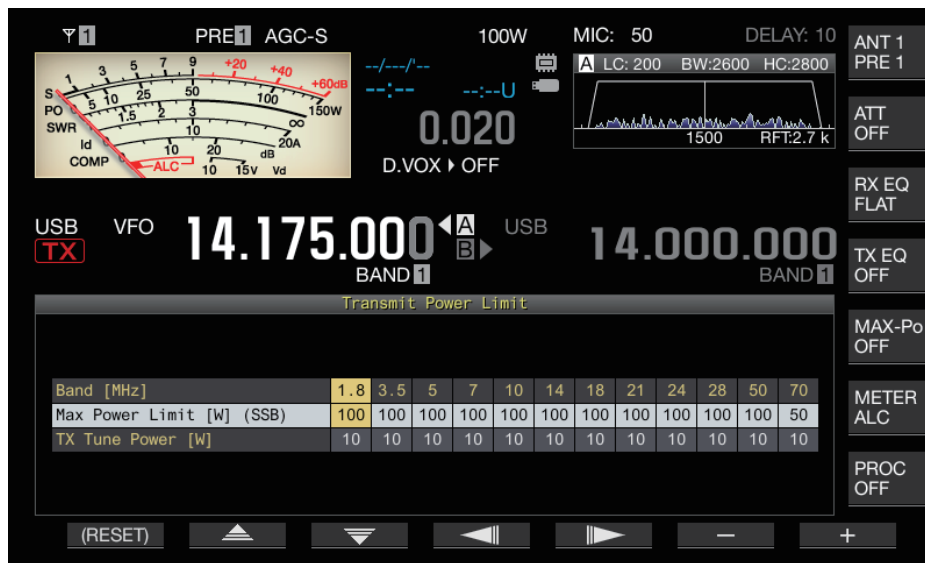 1 PRE1 AGC-S 100W MIC: 50 DELAY: 10
S 1 3 5 7 9 +20 +40 +60dB
PO 0 5 10 25 50 100 150W
SWR 1 1.5 2 3 ∞
Id 0 10 20A
COMP 0 10 20 dB
ALC 10 15V Vd
--/---/'--
--:-- --:--U
0.020
D.VOX OFF
A LC: 200 BW:2600 HC:2800
1500 RFT:2.7 k
USB VFO 14.175.000 A USB 14.000.000
TX B
BAND 1 BAND 1
Transmit Power Limit
Band [MHz] 1.8 3.5 5 7 10 14 18 21 24 28 50 70
Max Power Limit [W] (SSB) 100 100 100 100 100 100 100 100 100 100 100 50
TX Tune Power [W] 10 10 10 10 10 10 10 10 10 10 10 10
(RESET) − +
ANT 1
PRE 1
ATT
OFF
RX EQ
FLAT
TX EQ
OFF
MAX-Po
OFF
METER
ALC
PROC
OFF